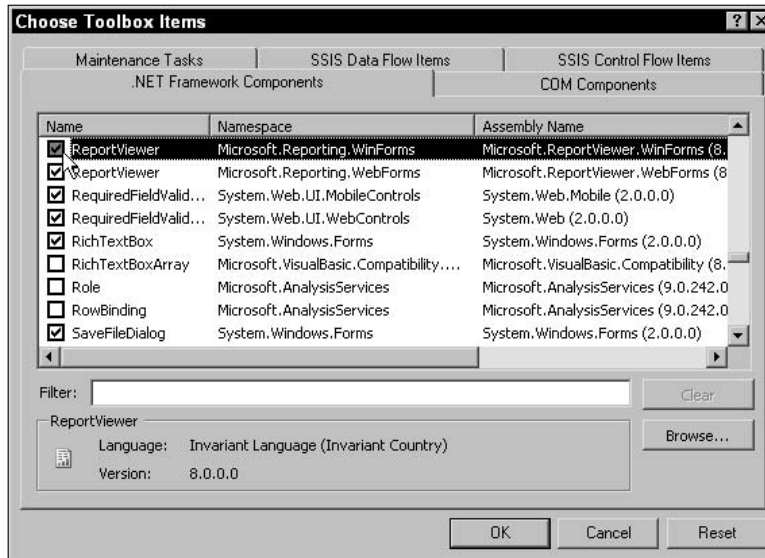 Choose Toolbox Items
Maintenance Tasks SSIS Data Flow Items SSIS Control Flow Items
.NET Framework Components COM Components
Name Namespace Assembly Name
ReportViewer Microsoft.Reporting.WinForms Microsoft.ReportViewer.WinForms (8.
ReportViewer Microsoft.Reporting.WebForms Microsoft.ReportViewer.WebForms (8
RequiredFieldValid... System.Web.UI.MobileControls System.Web.Mobile (2.0.0.0)
RequiredFieldValid... System.Web.UI.WebControls System.Web (2.0.0.0)
RichTextBox System.Windows.Forms System.Windows.Forms (2.0.0.0)
RichTextBoxArray Microsoft.VisualBasic.Compatibility.... Microsoft.VisualBasic.Compatibility (8.
Role Microsoft.AnalysisServices Microsoft.AnalysisServices (9.0.242.0
RowBinding Microsoft.AnalysisServices Microsoft.AnalysisServices (9.0.242.0
SaveFileDialog System.Windows.Forms System.Windows.Forms (2.0.0.0)
Filter: Clear
ReportViewer
Browse...
Language: Invariant Language (Invariant Country)
Version: 8.0.0.0
OK Cancel Reset